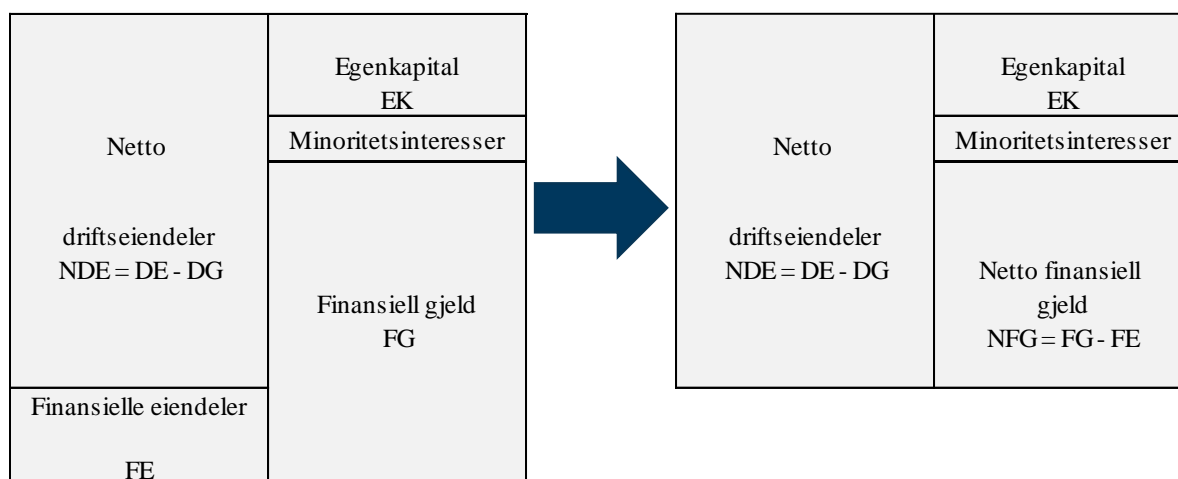 Netto
driftseiendeler
NDE = DE - DG
Finansielle eiendeler
FE
Egenkapital
EK
Minoritetsinteresser
Finansiell gjeld
FG
Netto
driftseiendeler
NDE = DE - DG
Egenkapital
EK
Minoritetsinteresser
Netto finansiell
gjeld
NFG = FG - FE